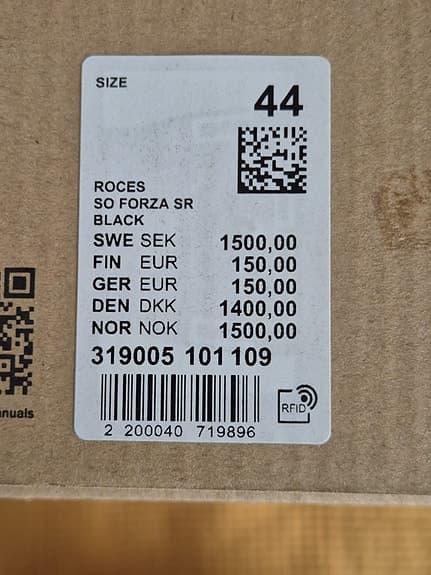 SIZE
44
ROCES
SO FORZA SR
BLACK
SWE SEK 1500,00
FIN EUR 150,00
GER EUR 150,00
DEN DKK 1400,00
NOR NOK 1500,00
319005 101 109
RFID
2 200040 719896
anuals